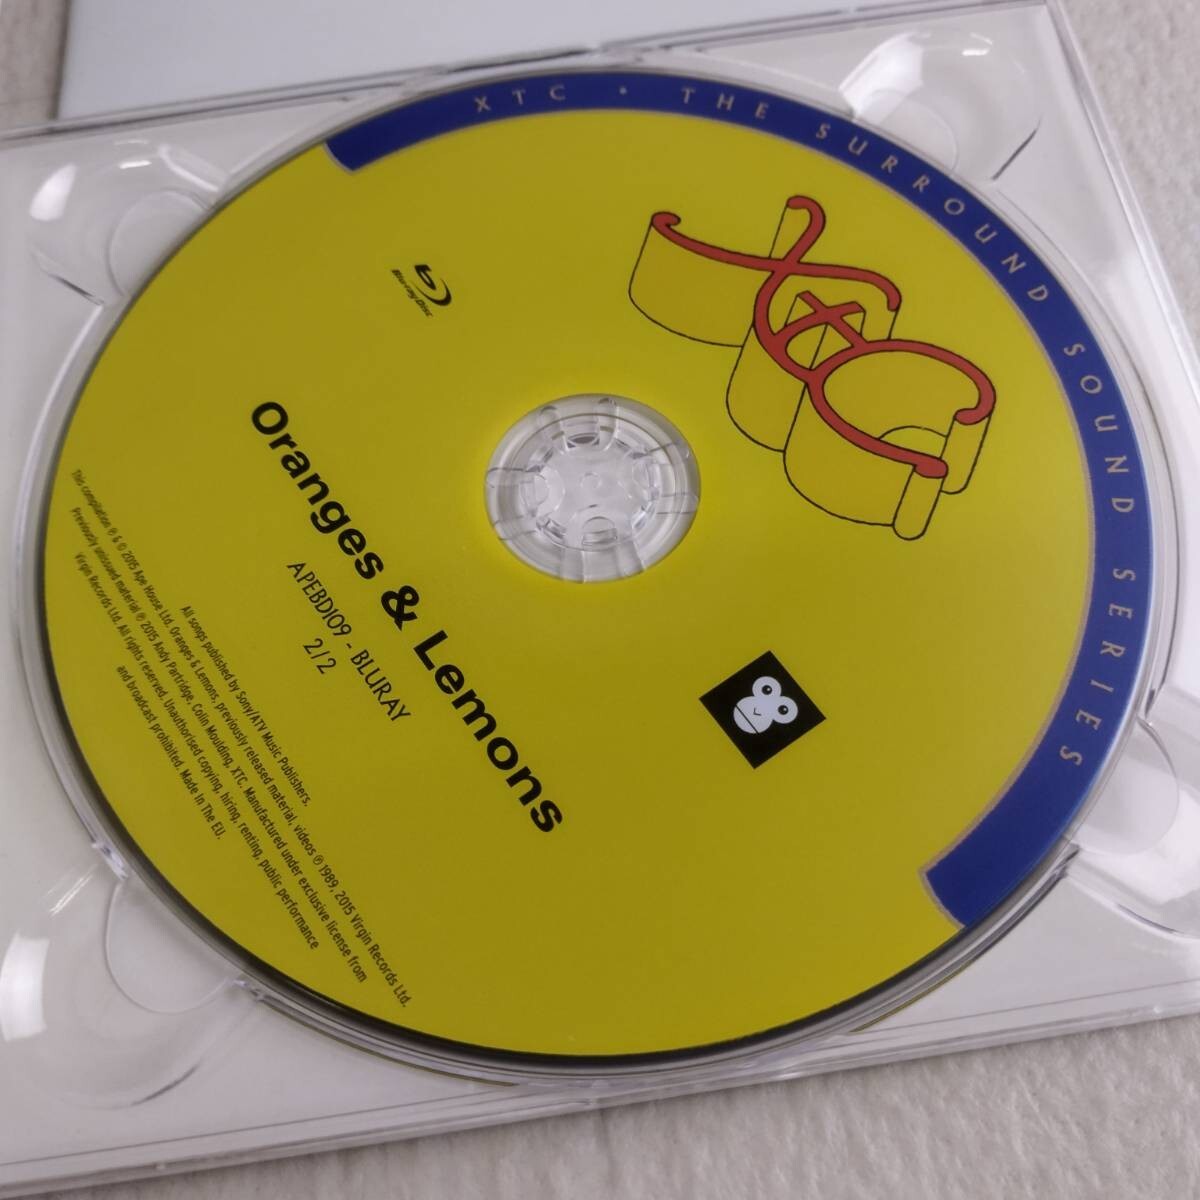 XTC • THE SURROUND SOUND SERIES
XTC
Blu-ray Disc
Oranges & Lemons
APEBD109 - BLURAY
2/2
All songs published by Sony/ATV Music Publishers.
This compilation ℗ & © 2015 Ape House Ltd. Oranges & Lemons, previously released material, videos ℗ 1989, 2015 Virgin Records Ltd.
Previously unissued material ℗ 2015 Andy Partridge, Colin Moulding, XTC. Manufactured under exclusive license from
Virgin Records Ltd. All rights reserved. Unauthorised copying, hiring, renting, public performance
and broadcast prohibited. Made In The EU.